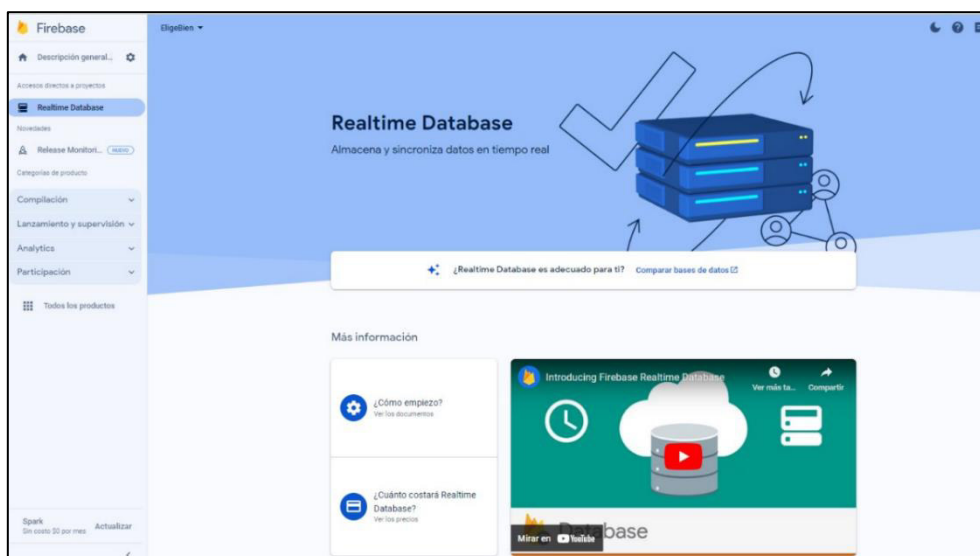 Firebase
EligeBien
Descripción general...
Accesos directos a proyectos
Realtime Database
Novedades
Release Monitori...
NUEVO
Categorías de producto
Compilación
Lanzamiento y supervisión
Analytics
Participación
Todos los productos
Spark
Sin costo $0 por mes
Actualizar
Realtime Database
Almacena y sincroniza datos en tiempo real
¿Realtime Database es adecuado para ti? Comparar bases de datos
Más información
¿Cómo empiezo?
Ver los documentos
¿Cuánto costará Realtime
Database?
Ver los precios
Introducing Firebase Realtime Database
Ver más ta...
Compartir
Database
Mirar en YouTube